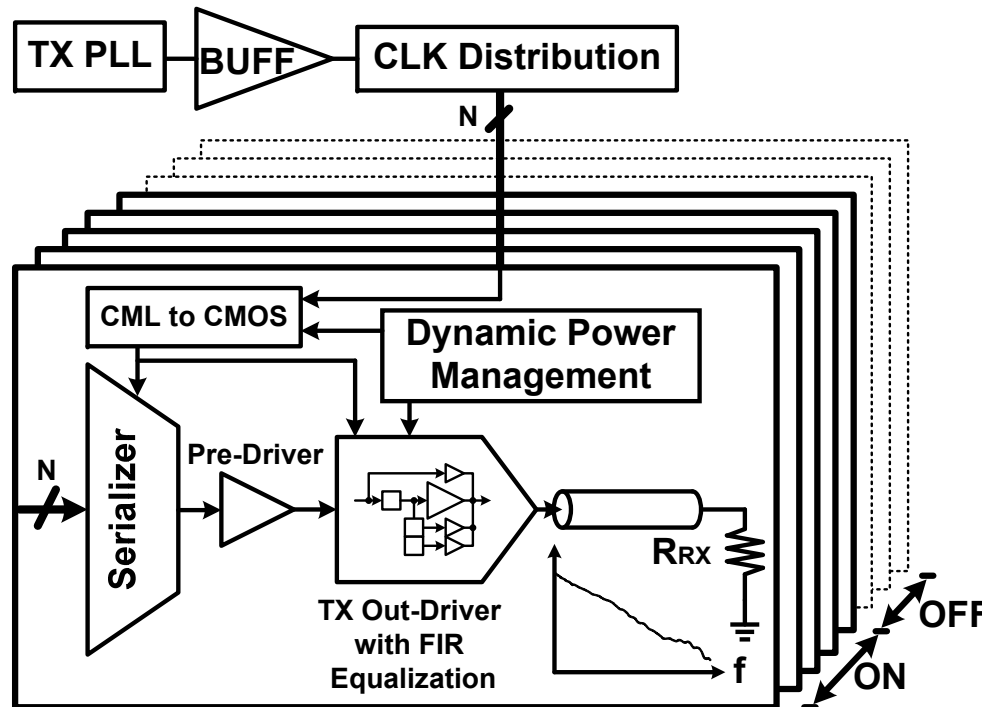 TX PLL
BUFF
CLK Distribution
N
CML to CMOS
Dynamic Power
Management
N
Serializer
Pre-Driver
TX Out-Driver
with FIR
Equalization
RRX
f
OFF
ON